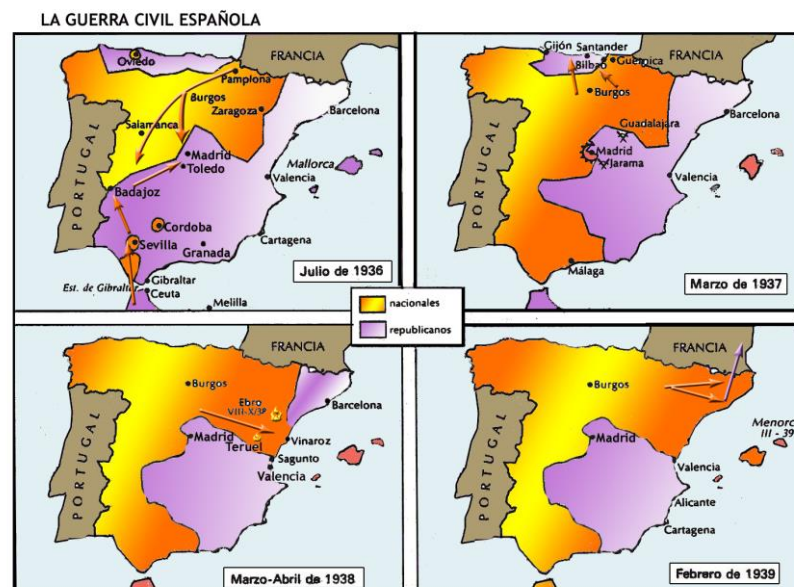 LA GUERRA CIVIL ESPAÑOLA
FRANCIA
Oviedo
Pamplona
Burgos
Zaragoza
Barcelona
Salamanca
PORTUGAL
Madrid
Toledo
Mallorca
Valencia
Badajoz
Cordoba
Sevilla
Granada
Cartagena
Est. de Gibraltar
Gibraltar
Ceuta
Melilla
Julio de 1936
FRANCIA
Gijón
Santander
Bilbao
Guernica
Burgos
Barcelona
Guadalajara
PORTUGAL
Madrid
Jarama
Valencia
Málaga
Marzo de 1937
nacionales
republicanos
FRANCIA
Burgos
Ebro
Barcelona
PORTUGAL
Madrid
Teruel
Vinaroz
Sagunto
Valencia
Marzo-Abril de 1938
FRANCIA
Burgos
III - 39
PORTUGAL
Madrid
Valencia
Alicante
Cartagena
Febrero de 1939